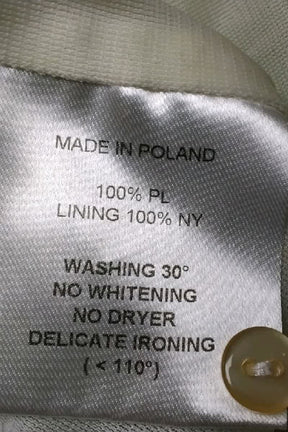 MADE IN POLAND
100% PL
LINING 100% NY
WASHING 30°
NO WHITENING
NO DRYER
DELICATE IRONING
( < 110°)